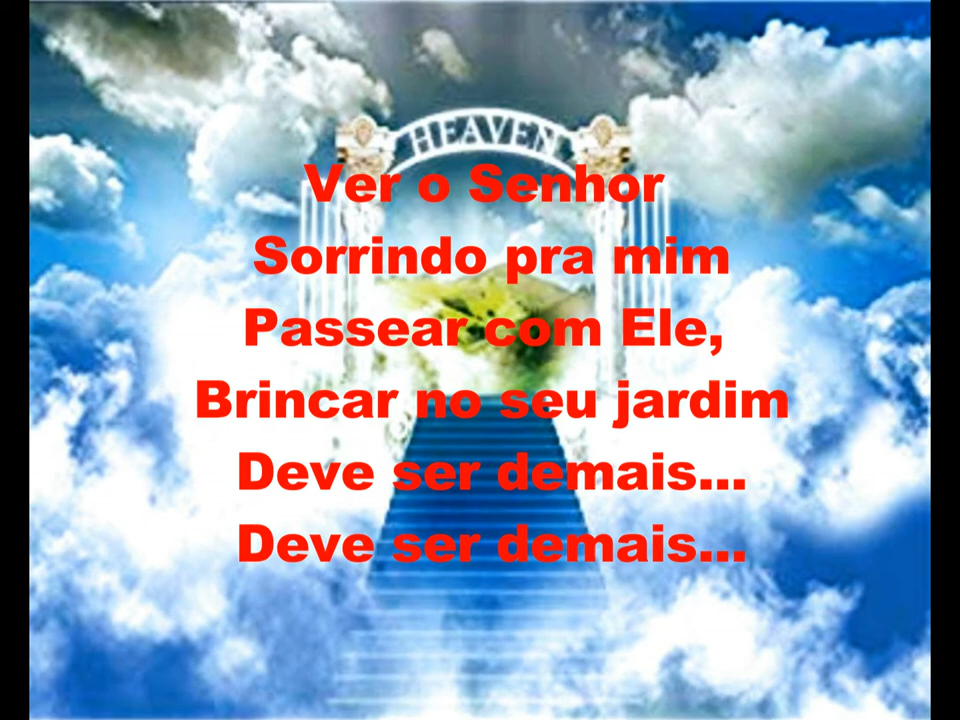 HEAVEN
Ver o Senhor
Sorrindo pra mim
Passear com Ele,
Brincar no seu jardim
Deve ser demais...
Deve ser demais...